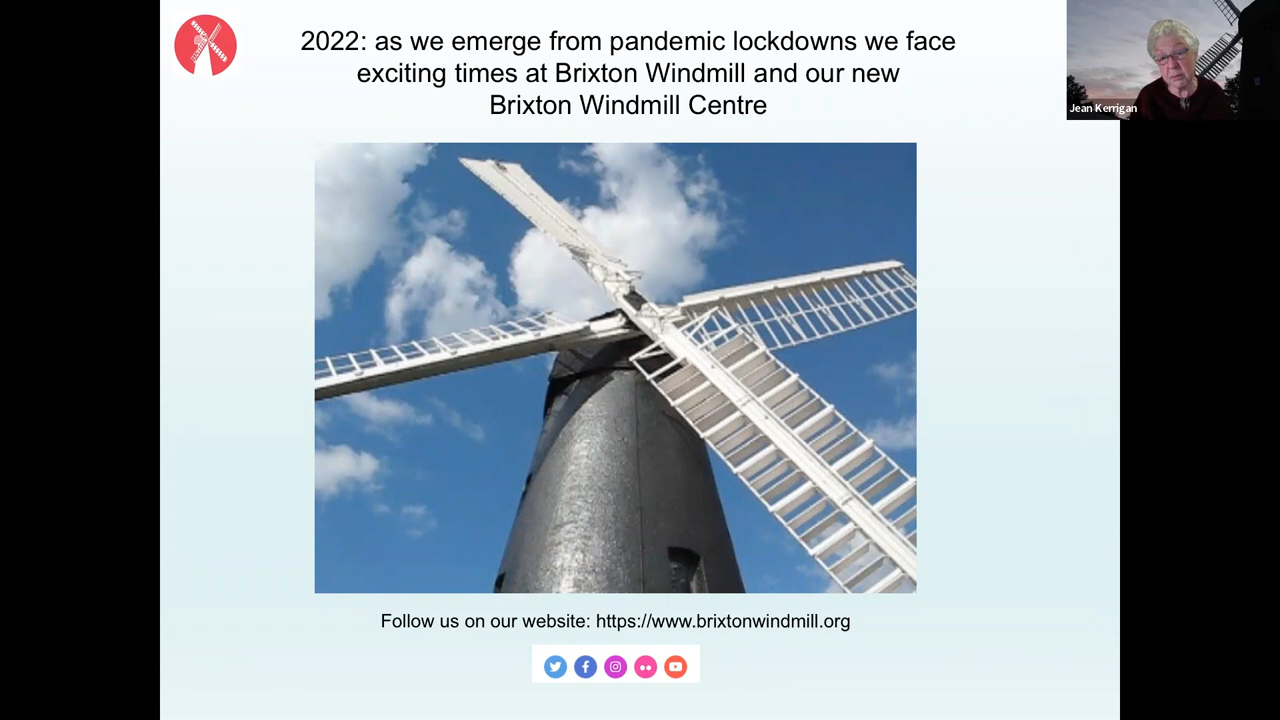 2022: as we emerge from pandemic lockdowns we face
exciting times at Brixton Windmill and our new
Brixton Windmill Centre
Jean Kerrigan
Follow us on our website: https://www.brixtonwindmill.org